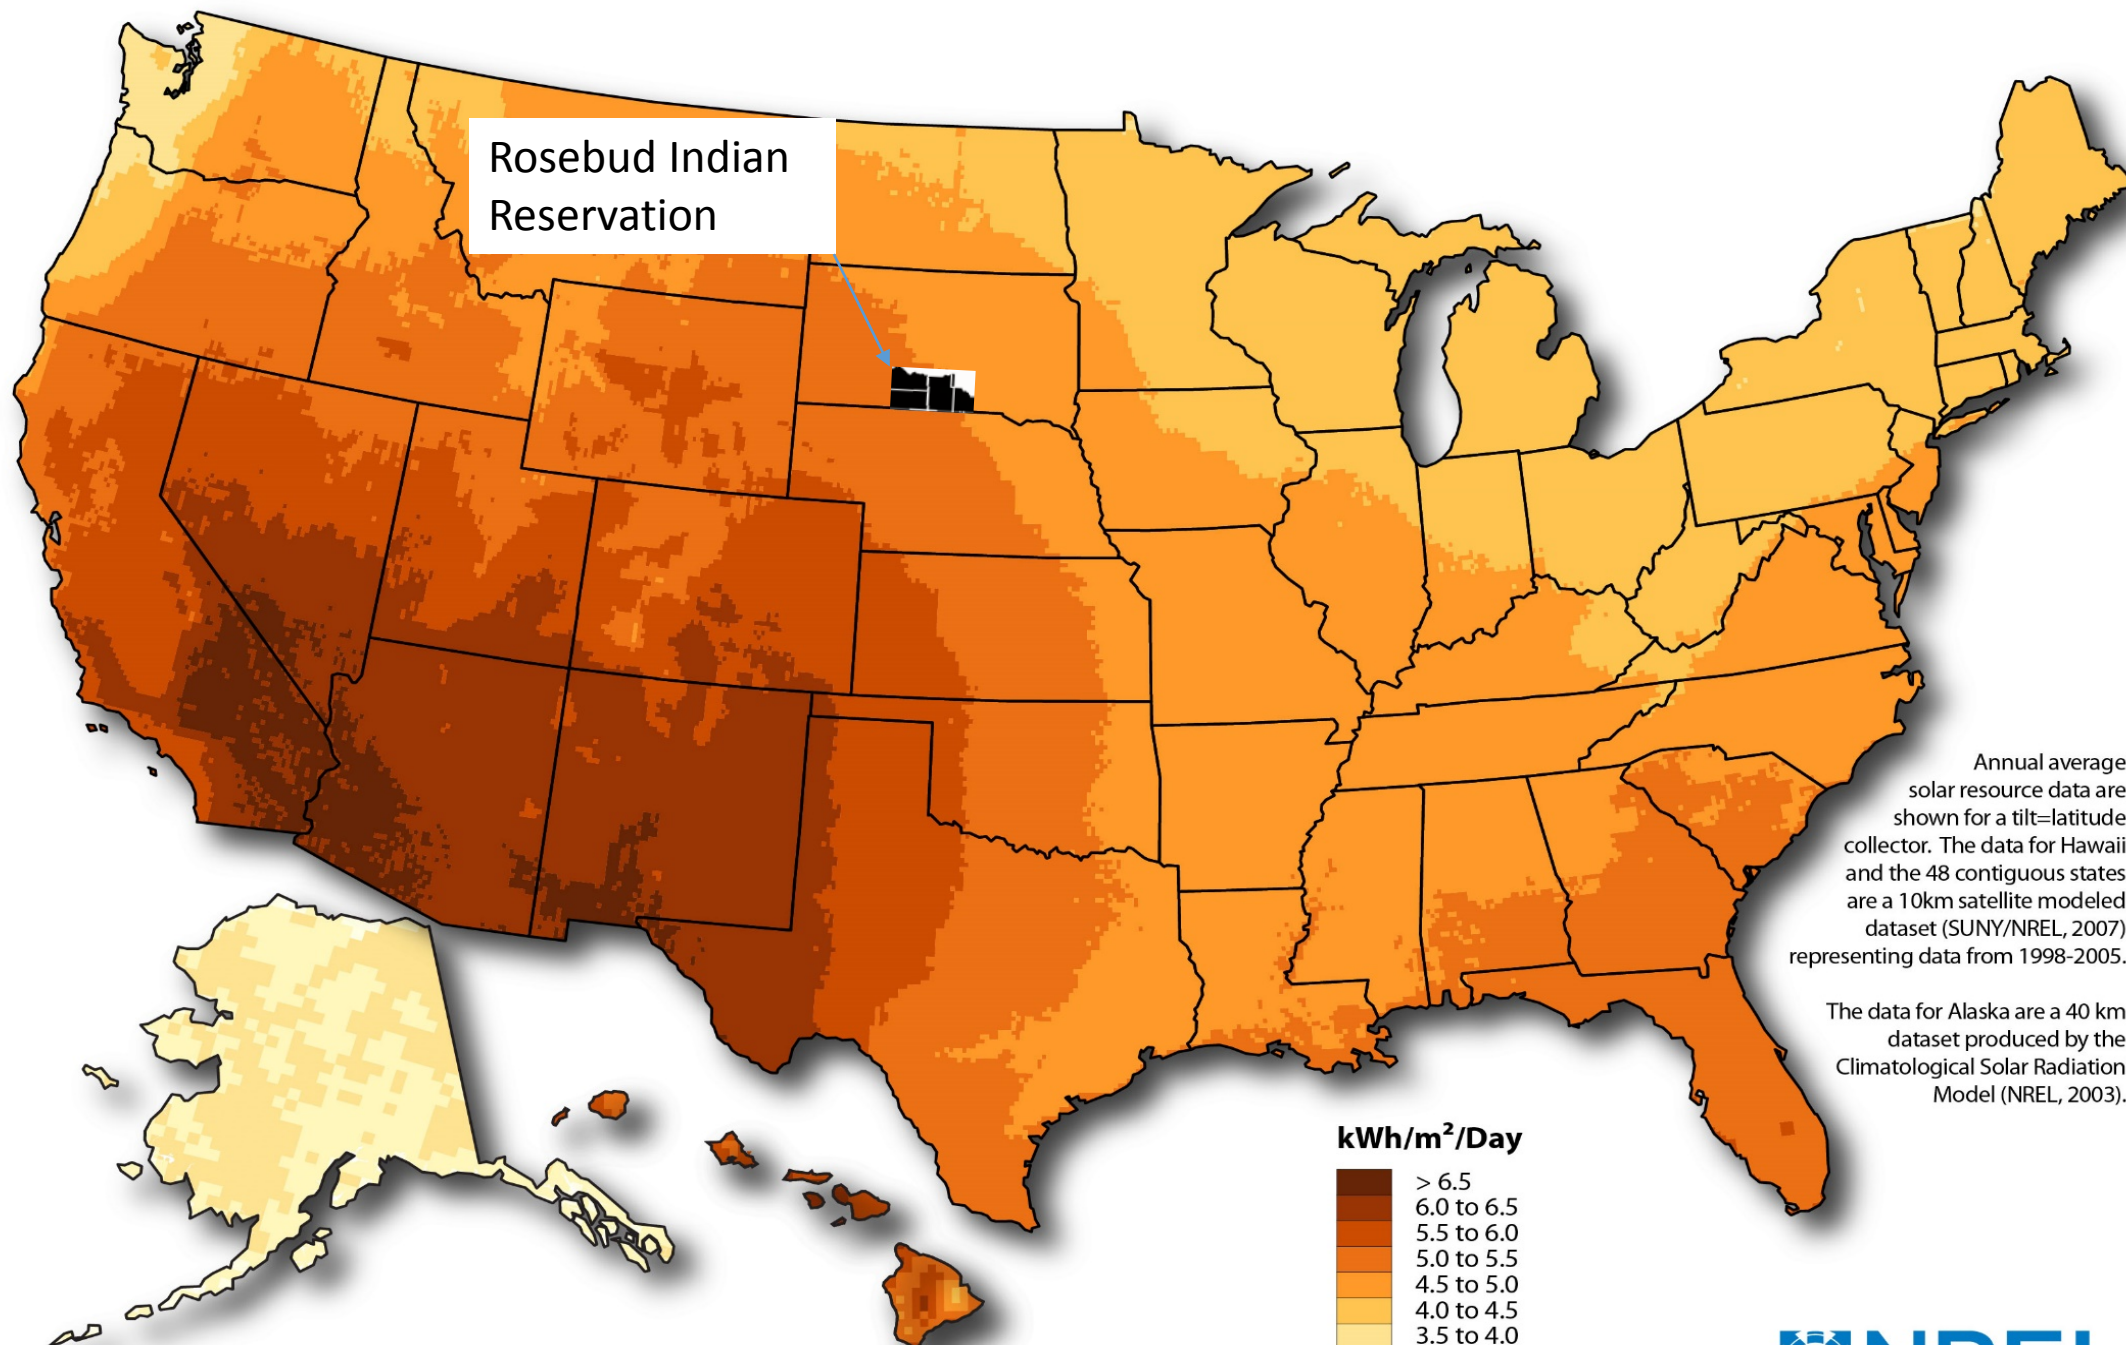 Rosebud Indian
Reservation
Annual average
solar resource data are
shown for a tilt=latitude
collector. The data for Hawaii
and the 48 contiguous states
are a 10km satellite modeled
dataset (SUNY/NREL, 2007)
representing data from 1998-2005.
The data for Alaska are a 40 km
dataset produced by the
Climatological Solar Radiation
Model (NREL, 2003).
kWh/m²/Day
> 6.5
6.0 to 6.5
5.5 to 6.0
5.0 to 5.5
4.5 to 5.0
4.0 to 4.5
3.5 to 4.0
NREL